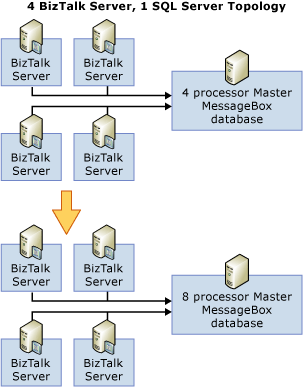 4 BizTalk Server, 1 SQL Server Topology
BizTalk
Server
BizTalk
Server
4 processor Master
MessageBox
database
BizTalk
Server
BizTalk
Server
BizTalk
Server
BizTalk
Server
8 processor Master
MessageBox
database
BizTalk
Server
BizTalk
Server